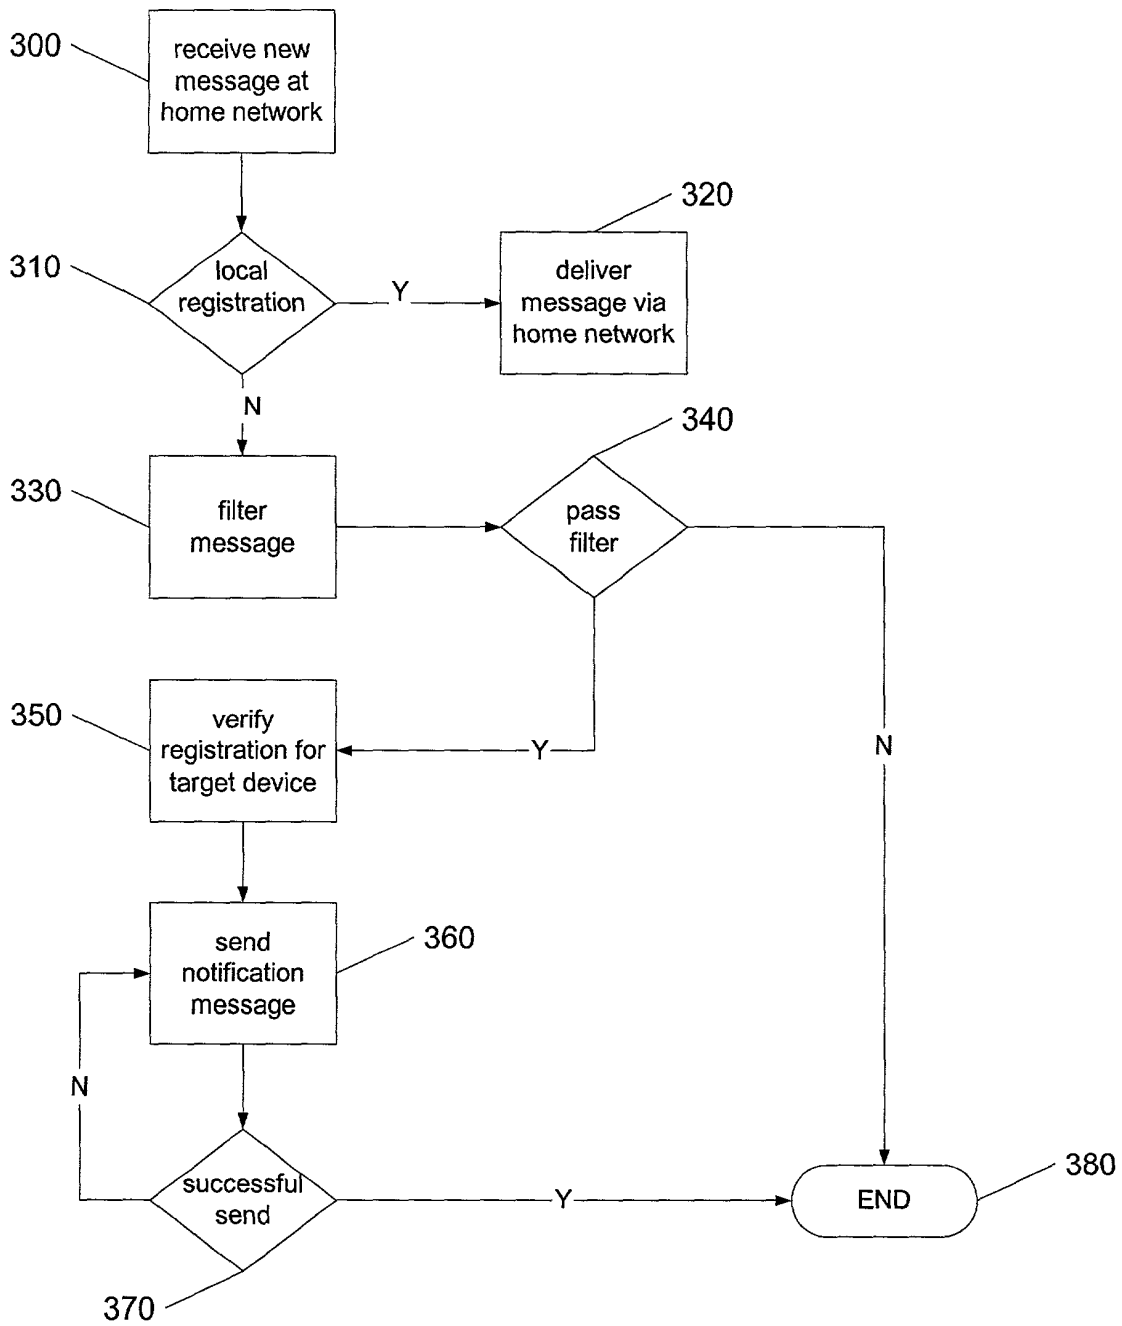 300
receive new
message at
home network
320
310
local
registration
Y
deliver
message via
home network
N
340
330
filter
message
pass
filter
350
verify
registration for
target device
Y
N
send
notification
message
360
N
successful
send
Y
END
380
370